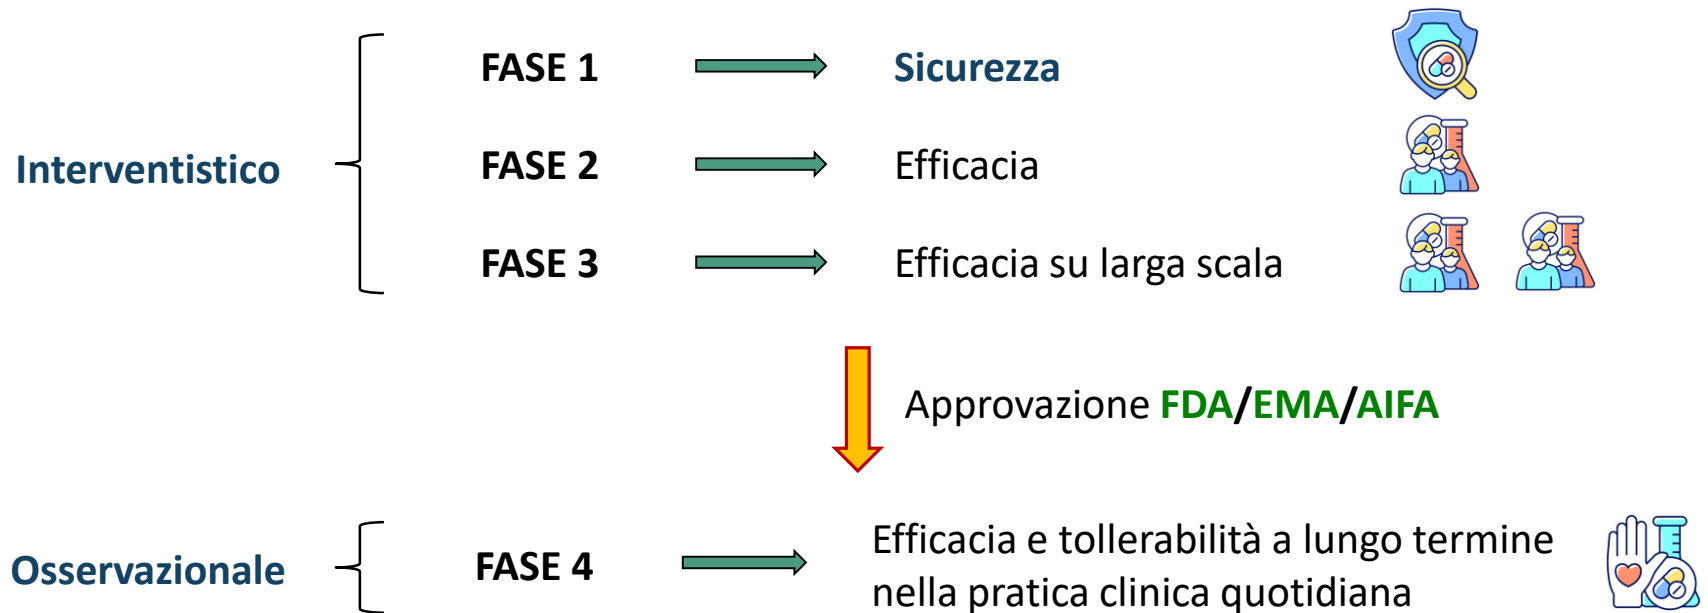 FASE 1
Sicurezza
Interventistico
FASE 2
Efficacia
FASE 3
Efficacia su larga scala
Approvazione FDA/EMA/AIFA
Osservazionale
FASE 4
Efficacia e tollerabilità a lungo termine
nella pratica clinica quotidiana